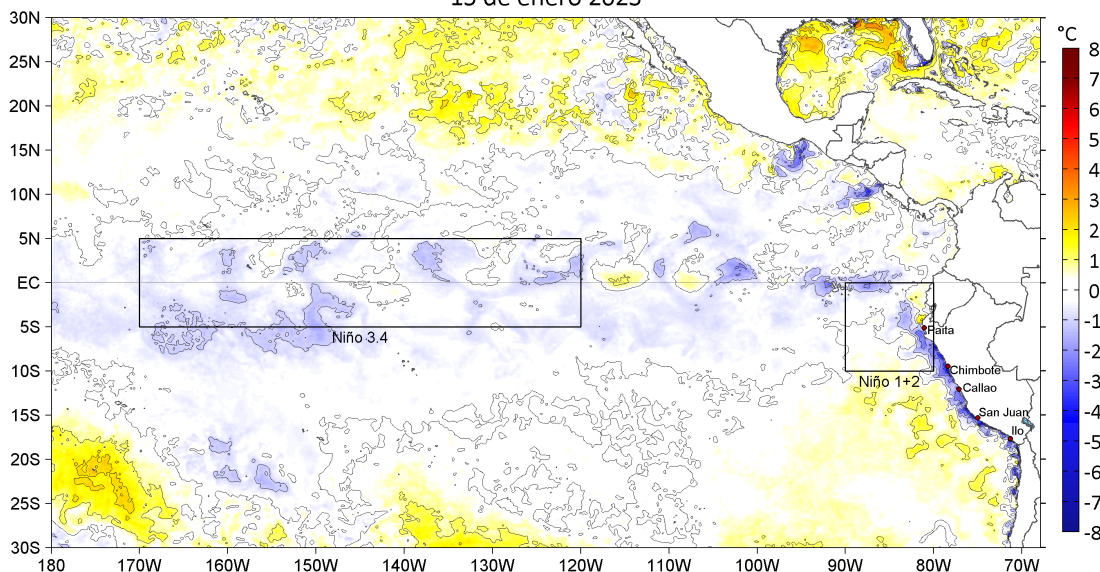 de enero
30N
25N
20N
15N
10N
5N
EC
5S
10S
15S
20S
25S
30S
180
170W
160W
150W
140W
130W
120W
110W
100W
90W
80W
70W
Niño 3.4
Niño 1+2
Paita
Chimbote
Callao
San Juan
Ilo
°C
8
7
6
5
4
3
2
1
0
-1
-2
-3
-4
-5
-6
-7
-8